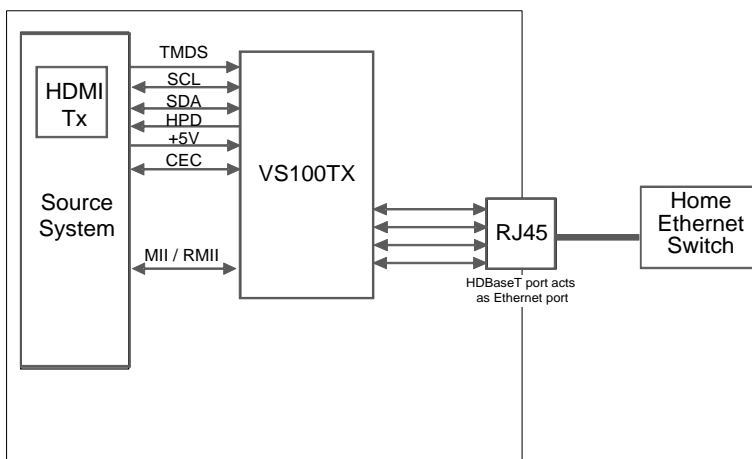 TMDS
SCL
SDA
HPD
+5V
CEC
MII / RMII
HDMI
Tx
Source
System
VS100TX
RJ45
HDBaseT port acts
as Ethernet port
Home
Ethernet
Switch